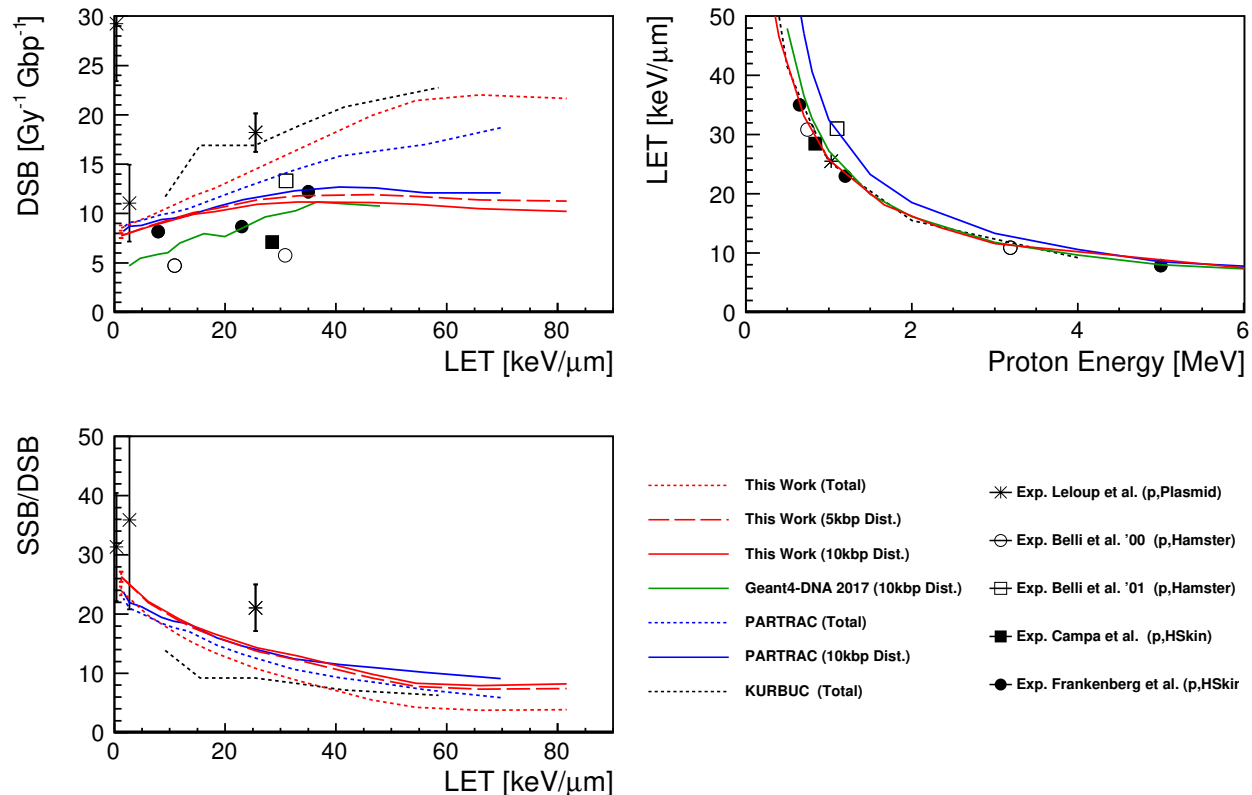 DSB [Gy⁻¹ Gbp⁻¹]
30
25
20
15
10
5
0
0 20 40 60 80
LET [keV/μm]
LET [keV/μm]
50
40
30
20
10
0
0 2 4 6
Proton Energy [MeV]
SSB/DSB
50
40
30
20
10
0
0 20 40 60 80
LET [keV/μm]
This Work (Total)
This Work (5kbp Dist.)
This Work (10kbp Dist.)
Geant4-DNA 2017 (10kbp Dist.)
PARTRAC (Total)
PARTRAC (10kbp Dist.)
KURBUC (Total)
Exp. Leloup et al. (p,Plasmid)
Exp. Belli et al. '00 (p,Hamster)
Exp. Belli et al. '01 (p,Hamster)
Exp. Campa et al. (p,HSkin)
Exp. Frankenberg et al. (p,HSkin